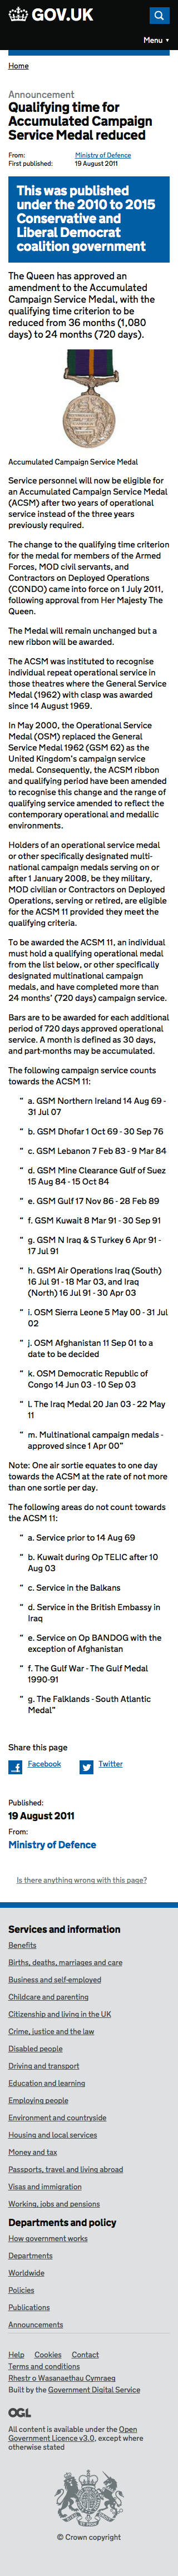 GOV.UK
Menu
Home
Announcement
Qualifying time for
Accumulated Campaign
Service Medal reduced
From: Ministry of Defence
First published: 19 August 2011
This was published
under the 2010 to 2015
Conservative and
Liberal Democrat
coalition government
The Queen has approved an
amendment to the Accumulated
Campaign Service Medal, with the
qualifying time criterion to be
reduced from 36 months (1,080
days) to 24 months (720 days).
Accumulated Campaign Service Medal
Service personnel will now be eligible for
an Accumulated Campaign Service Medal
(ACSM) after two years of operational
service instead of the three years
previously required.
The change to the qualifying time criterion
for the medal for members of the Armed
Forces, MOD civil servants, and
Contractors on Deployed Operations
(CONDO) came into force on 1 July 2011,
following approval from Her Majesty The
Queen.
The Medal will remain unchanged but a
new ribbon will be awarded.
The ACSM was instituted to recognise
individual repeat operational service in
those theatres where the General Service
Medal (1962) with clasp was awarded
since 14 August 1969.
In May 2000, the Operational Service
Medal (OSM) replaced the General
Service Medal 1962 (GSM 62) as the
United Kingdom's campaign service
medal. Consequently, the ACSM ribbon
and qualifying period have been amended
to recognise this change and the range of
qualifying service amended to reflect the
contemporary operational and medallic
environments.
Holders of an operational service medal
or other specifically designated multi-
national campaign medals serving on or
after 1 January 2008, be they military,
MOD civilian or Contractors on Deployed
Operations, serving or retired, are eligible
for the ACSM 11 provided they meet the
qualifying criteria.
To be awarded the ACSM 11, an individual
must hold a qualifying operational medal
from the list below, or other specifically
designated multinational campaign
medals, and have completed more than
24 months' (720 days) campaign service.
Bars are to be awarded for each additional
period of 720 days approved operational
service. A month is defined as 30 days,
and part-months may be accumulated.
The following campaign service counts
towards the ACSM 11:
" a. GSM Northern Ireland 14 Aug 69 -
31 Jul 07
" b. GSM Dhofar 1 Oct 69 - 30 Sep 76
" c. GSM Lebanon 7 Feb 83 - 9 Mar 84
" d. GSM Mine Clearance Gulf of Suez
15 Aug 84 - 15 Oct 84
" e. GSM Gulf 17 Nov 86 - 28 Feb 89
" f. GSM Kuwait 8 Mar 91 - 30 Sep 91
" g. GSM N Iraq & S Turkey 6 Apr 91 -
17 Jul 91
" h. GSM Air Operations Iraq (South)
16 Jul 91 - 18 Mar 03, and Iraq
(North) 16 Jul 91 - 30 Apr 03
" i. OSM Sierra Leone 5 May 00 - 31 Jul
02
" j. OSM Afghanistan 11 Sep 01 to a
date to be decided
" k. OSM Democratic Republic of
Congo 14 Jun 03 - 10 Sep 03
" l. The Iraq Medal 20 Jan 03 - 22 May
11
" m. Multinational campaign medals -
approved since 1 Apr 00"
Note: One air sortie equates to one day
towards the ACSM at the rate of not more
than one sortie per day.
The following areas do not count towards
the ACSM 11:
" a. Service prior to 14 Aug 69
" b. Kuwait during Op TELIC after 10
Aug 03
" c. Service in the Balkans
" d. Service in the British Embassy in
Iraq
" e. Service on Op BANDOG with the
exception of Afghanistan
" f. The Gulf War - The Gulf Medal
1990-91
" g. The Falklands - South Atlantic
Medal"
Share this page
Facebook Twitter
Published:
19 August 2011
From:
Ministry of Defence
Is there anything wrong with this page?
Services and information
Benefits
Births, deaths, marriages and care
Business and self-employed
Childcare and parenting
Citizenship and living in the UK
Crime, justice and the law
Disabled people
Driving and transport
Education and learning
Employing people
Environment and countryside
Housing and local services
Money and tax
Passports, travel and living abroad
Visas and immigration
Working, jobs and pensions
Departments and policy
How government works
Departments
Worldwide
Policies
Publications
Announcements
Help Cookies Contact
Terms and conditions
Rhestr o Wasanaethau Cymraeg
Built by the Government Digital Service
OGL
All content is available under the Open
Government Licence v3.0, except where
otherwise stated
© Crown copyright